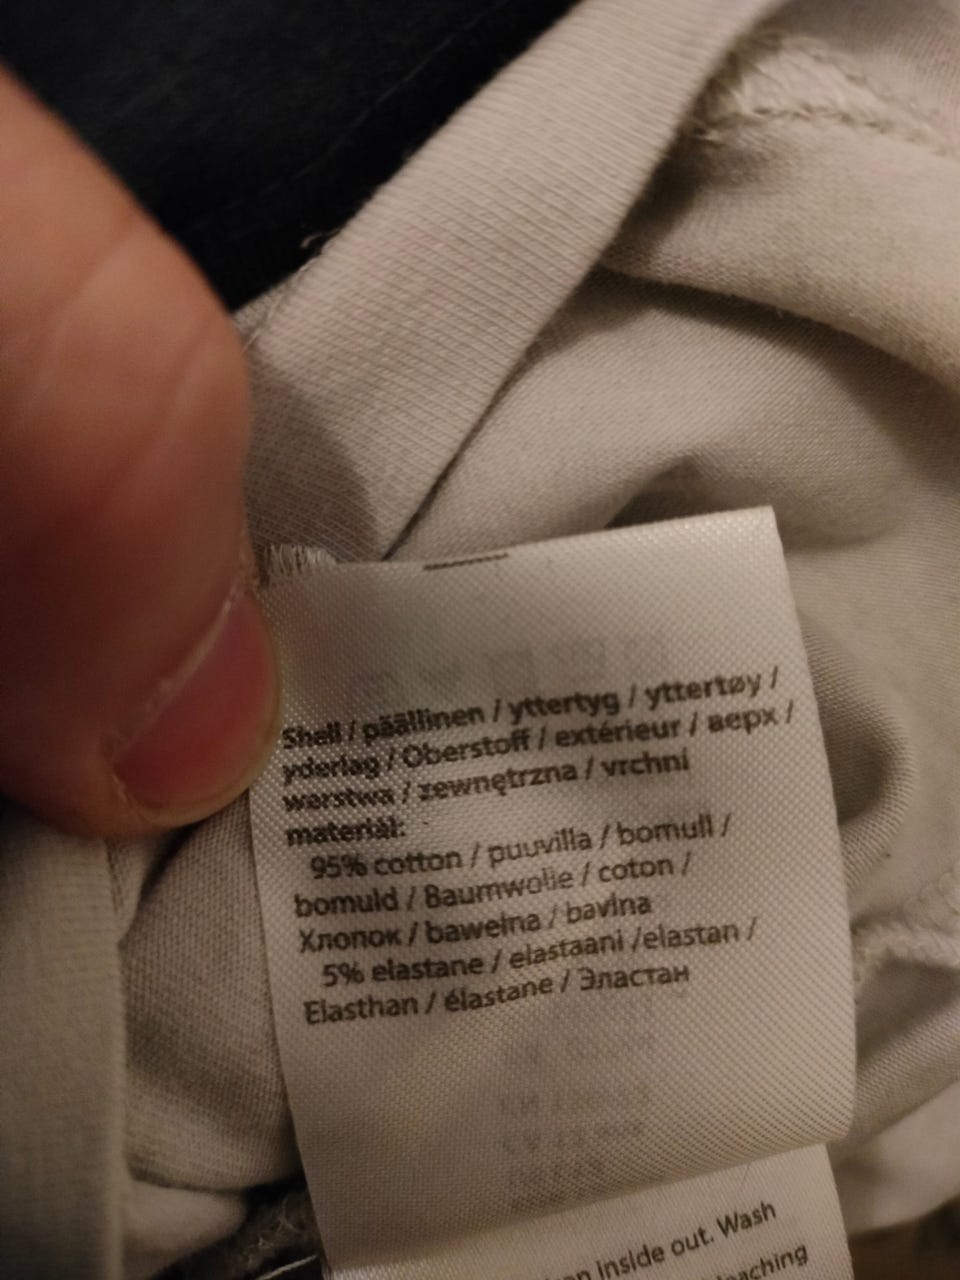 Shell / päällinen / yttertyg / yttertøy /
yderlag / Oberstoff / extérieur / верх /
warstwa / zewnętrzna / vrchni
materiál:
95% cotton / puuvilla / bomull /
bomuld / Baumwolle / coton /
Хлопок / bawełna / bavlna
5% elastane / elastaani /elastan /
Elasthan / élastane / Эластан
inside out. Wash